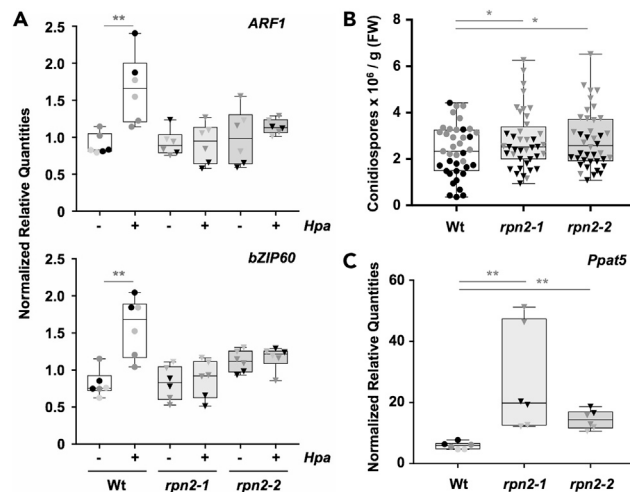 A
ARF1
**
2.5
2.0
1.5
1.0
0.5
0.0
- + - + - + Hpa
Normalized Relative Quantities
bZIP60
**
2.5
2.0
1.5
1.0
0.5
0.0
- + - + - + Hpa
Wt rpn2-1 rpn2-2
B
*
*
Conidiospores x 10⁶ / g (FW)
8
6
4
2
0
Wt rpn2-1 rpn2-2
C
Ppat5
**
**
Normalized Relative Quantities
60
40
20
0
Wt rpn2-1 rpn2-2